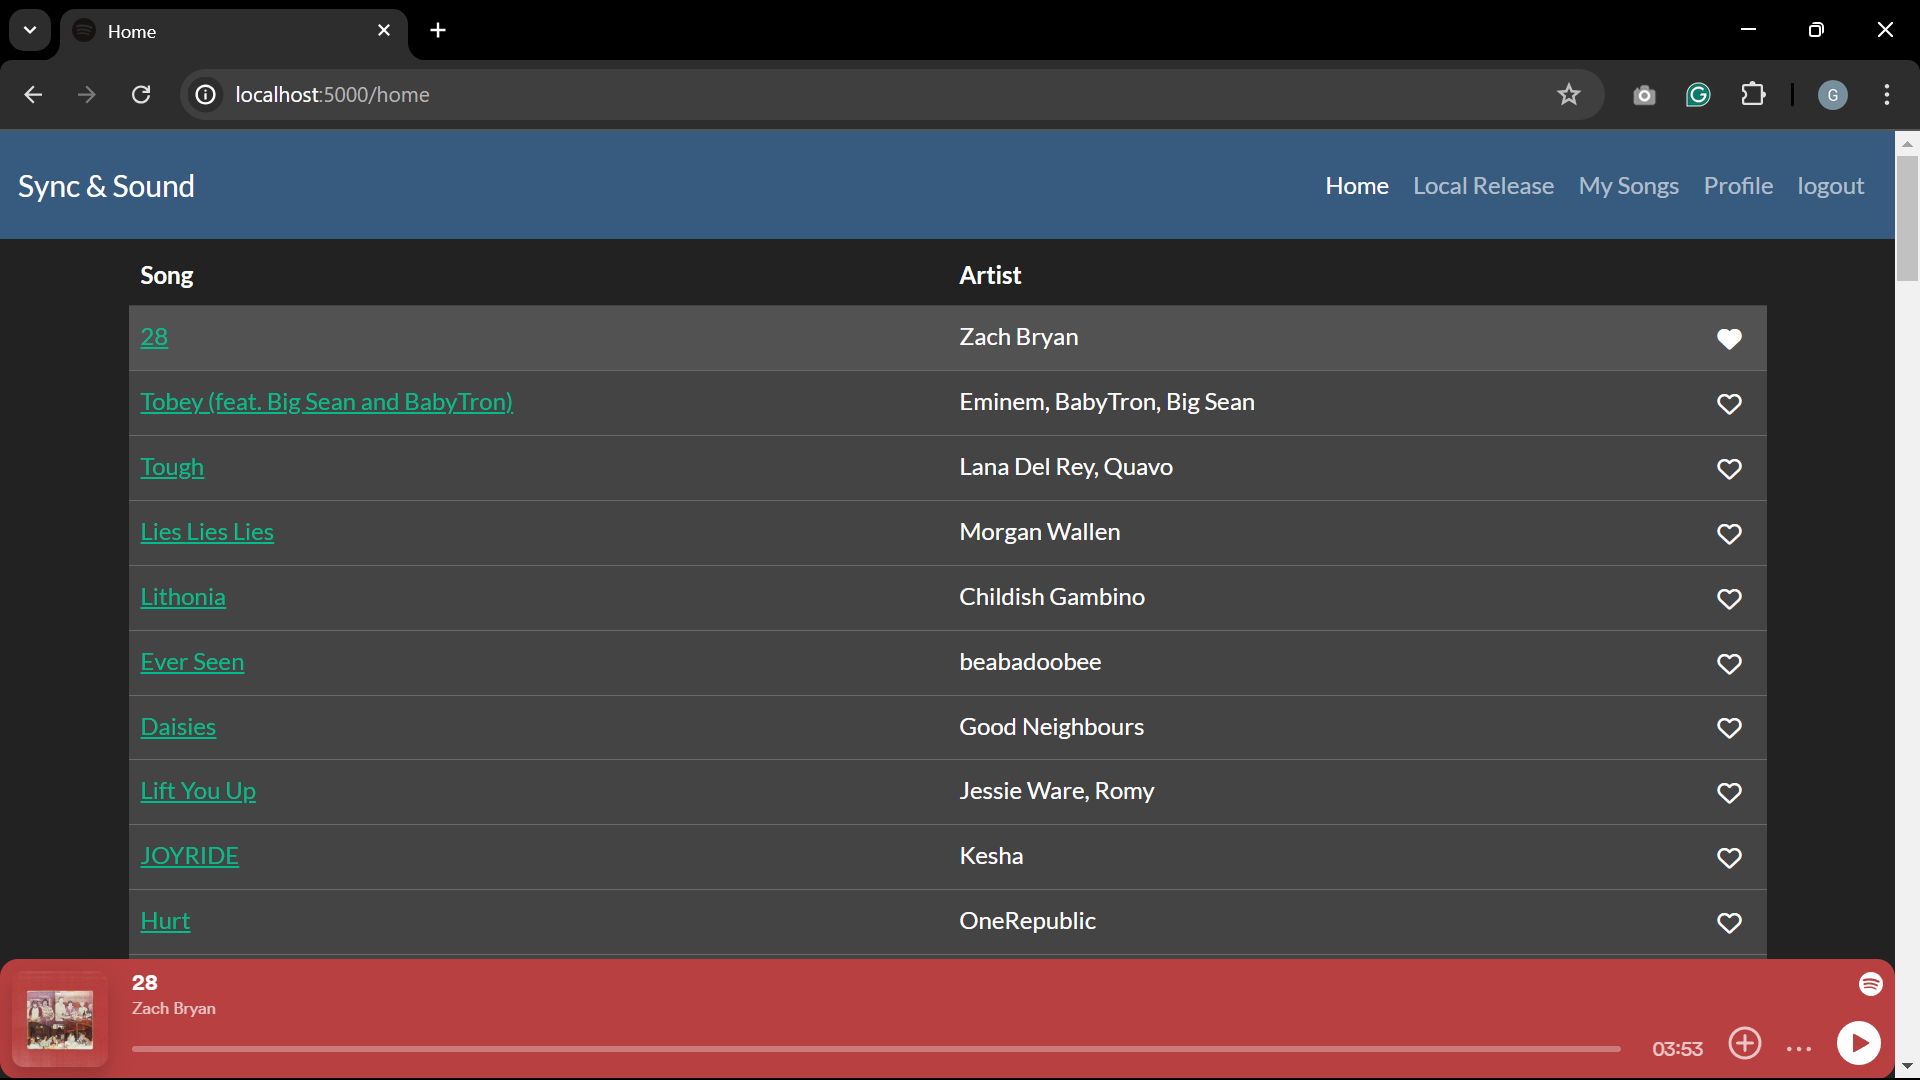 Home
localhost:5000/home
G
Sync & Sound
Home Local Release My Songs Profile logout
Song Artist
28 Zach Bryan
Tobey (feat. Big Sean and BabyTron) Eminem, BabyTron, Big Sean
Tough Lana Del Rey, Quavo
Lies Lies Lies Morgan Wallen
Lithonia Childish Gambino
Ever Seen beabadoobee
Daisies Good Neighbours
Lift You Up Jessie Ware, Romy
JOYRIDE Kesha
Hurt OneRepublic
28
Zach Bryan
03:53